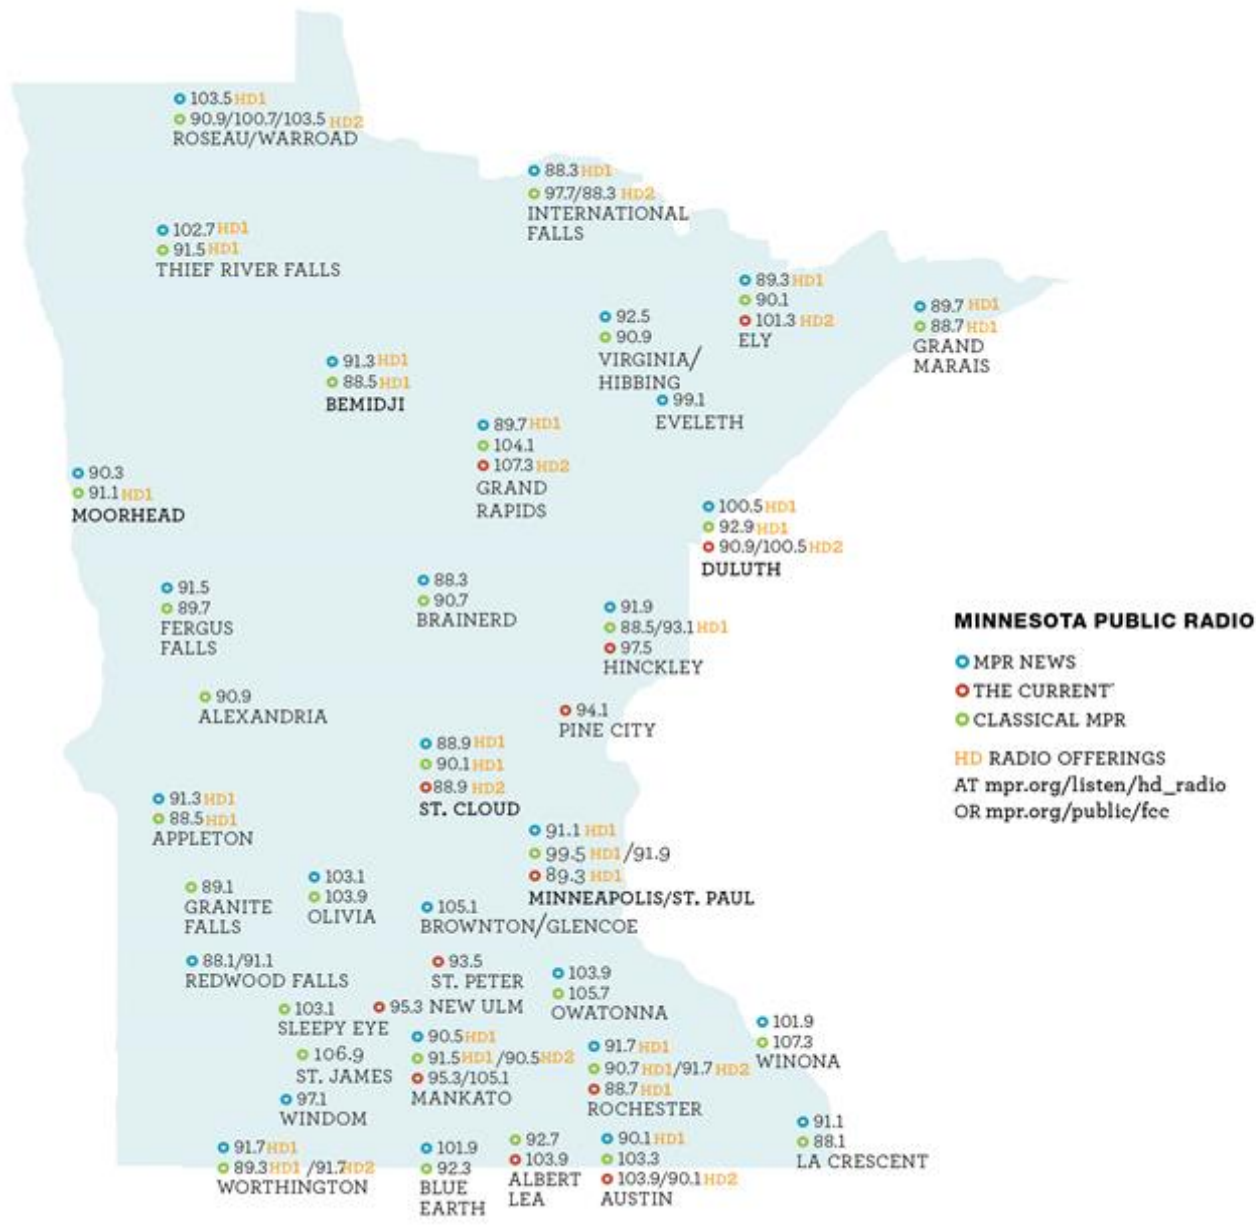 103.5 HD1
90.9/100.7/103.5 HD2
ROSEAU/WARROAD
88.3 HD1
97.7/88.3 HD2
INTERNATIONAL
FALLS
102.7 HD1
91.5 HD1
THIEF RIVER FALLS
89.3 HD1
90.1
101.3 HD2
ELY
89.7 HD1
88.7 HD1
GRAND
MARAIS
92.5
90.9
VIRGINIA/
HIBBING
99.1
EVELETH
91.3 HD1
88.5 HD1
BEMIDJI
89.7 HD1
104.1
107.3 HD2
GRAND
RAPIDS
90.3
91.1 HD1
MOORHEAD
100.5 HD1
92.9 HD1
90.9/100.5 HD2
DULUTH
91.5
89.7
FERGUS
FALLS
88.3
90.7
BRAINERD
91.9
88.5/93.1 HD1
97.5
HINCKLEY
90.9
ALEXANDRIA
94.1
PINE CITY
88.9 HD1
90.1 HD1
88.9 HD2
ST. CLOUD
91.3 HD1
88.5 HD1
APPLETON
91.1 HD1
99.5 HD1 /91.9
89.3 HD1
MINNEAPOLIS/ST. PAUL
89.1
GRANITE
FALLS
103.1
103.9
OLIVIA
105.1
BROWNTON/GLENCOE
88.1/91.1
REDWOOD FALLS
93.5
ST. PETER
103.9
105.7
OWATONNA
103.1
SLEEPY EYE
95.3 NEW ULM
106.9
ST. JAMES
90.5 HD1
91.5 HD1 /90.5 HD2
95.3/105.1
MANKATO
91.7 HD1
90.7 HD1/91.7 HD2
88.7 HD1
ROCHESTER
101.9
107.3
WINONA
97.1
WINDOM
91.1
88.1
LA CRESCENT
91.7 HD1
89.3 HD1 /91.7 HD2
WORTHINGTON
101.9
92.3
BLUE
EARTH
92.7
103.9
ALBERT
LEA
90.1 HD1
103.3
103.9/90.1 HD2
AUSTIN
MINNESOTA PUBLIC RADIO
MPR NEWS
THE CURRENT
CLASSICAL MPR
HD RADIO OFFERINGS
AT mpr.org/listen/hd_radio
OR mpr.org/public/fcc